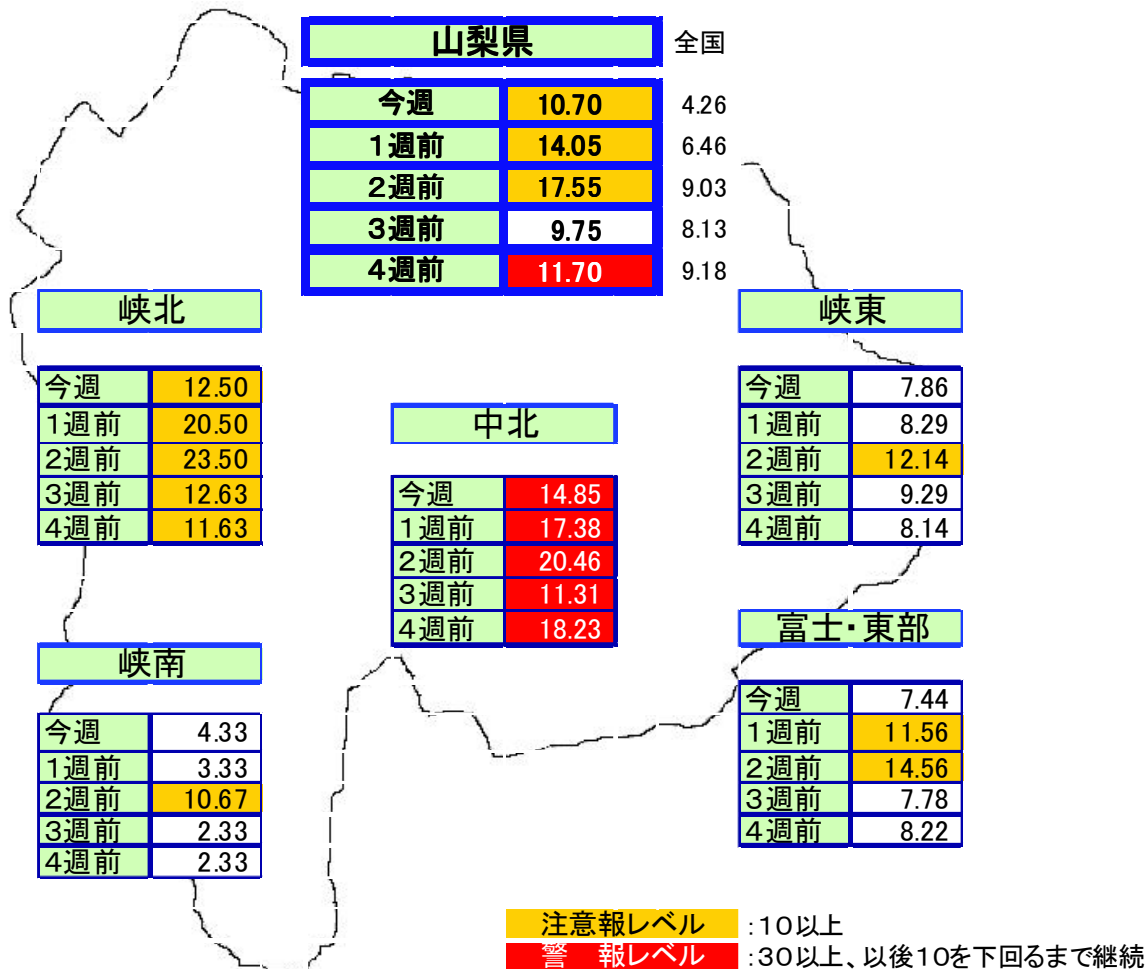 山梨県 全国
今週 10.70 4.26
1週前 14.05 6.46
2週前 17.55 9.03
3週前 9.75 8.13
4週前 11.70 9.18
峡北
今週 12.50
1週前 20.50
2週前 23.50
3週前 12.63
4週前 11.63
峡東
今週 7.86
1週前 8.29
2週前 12.14
3週前 9.29
4週前 8.14
中北
今週 14.85
1週前 17.38
2週前 20.46
3週前 11.31
4週前 18.23
峡南
今週 4.33
1週前 3.33
2週前 10.67
3週前 2.33
4週前 2.33
富士・東部
今週 7.44
1週前 11.56
2週前 14.56
3週前 7.78
4週前 8.22
注意報レベル :10以上
警　報レベル :30以上、以後10を下回るまで継続